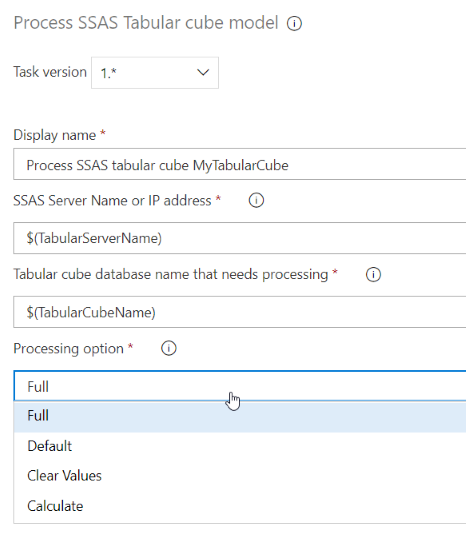 Process SSAS Tabular cube model
Task version 1.*
Display name *
Process SSAS tabular cube MyTabularCube
SSAS Server Name or IP address *
$(TabularServerName)
Tabular cube database name that needs processing *
$(TabularCubeName)
Processing option *
Full
Full
Default
Clear Values
Calculate